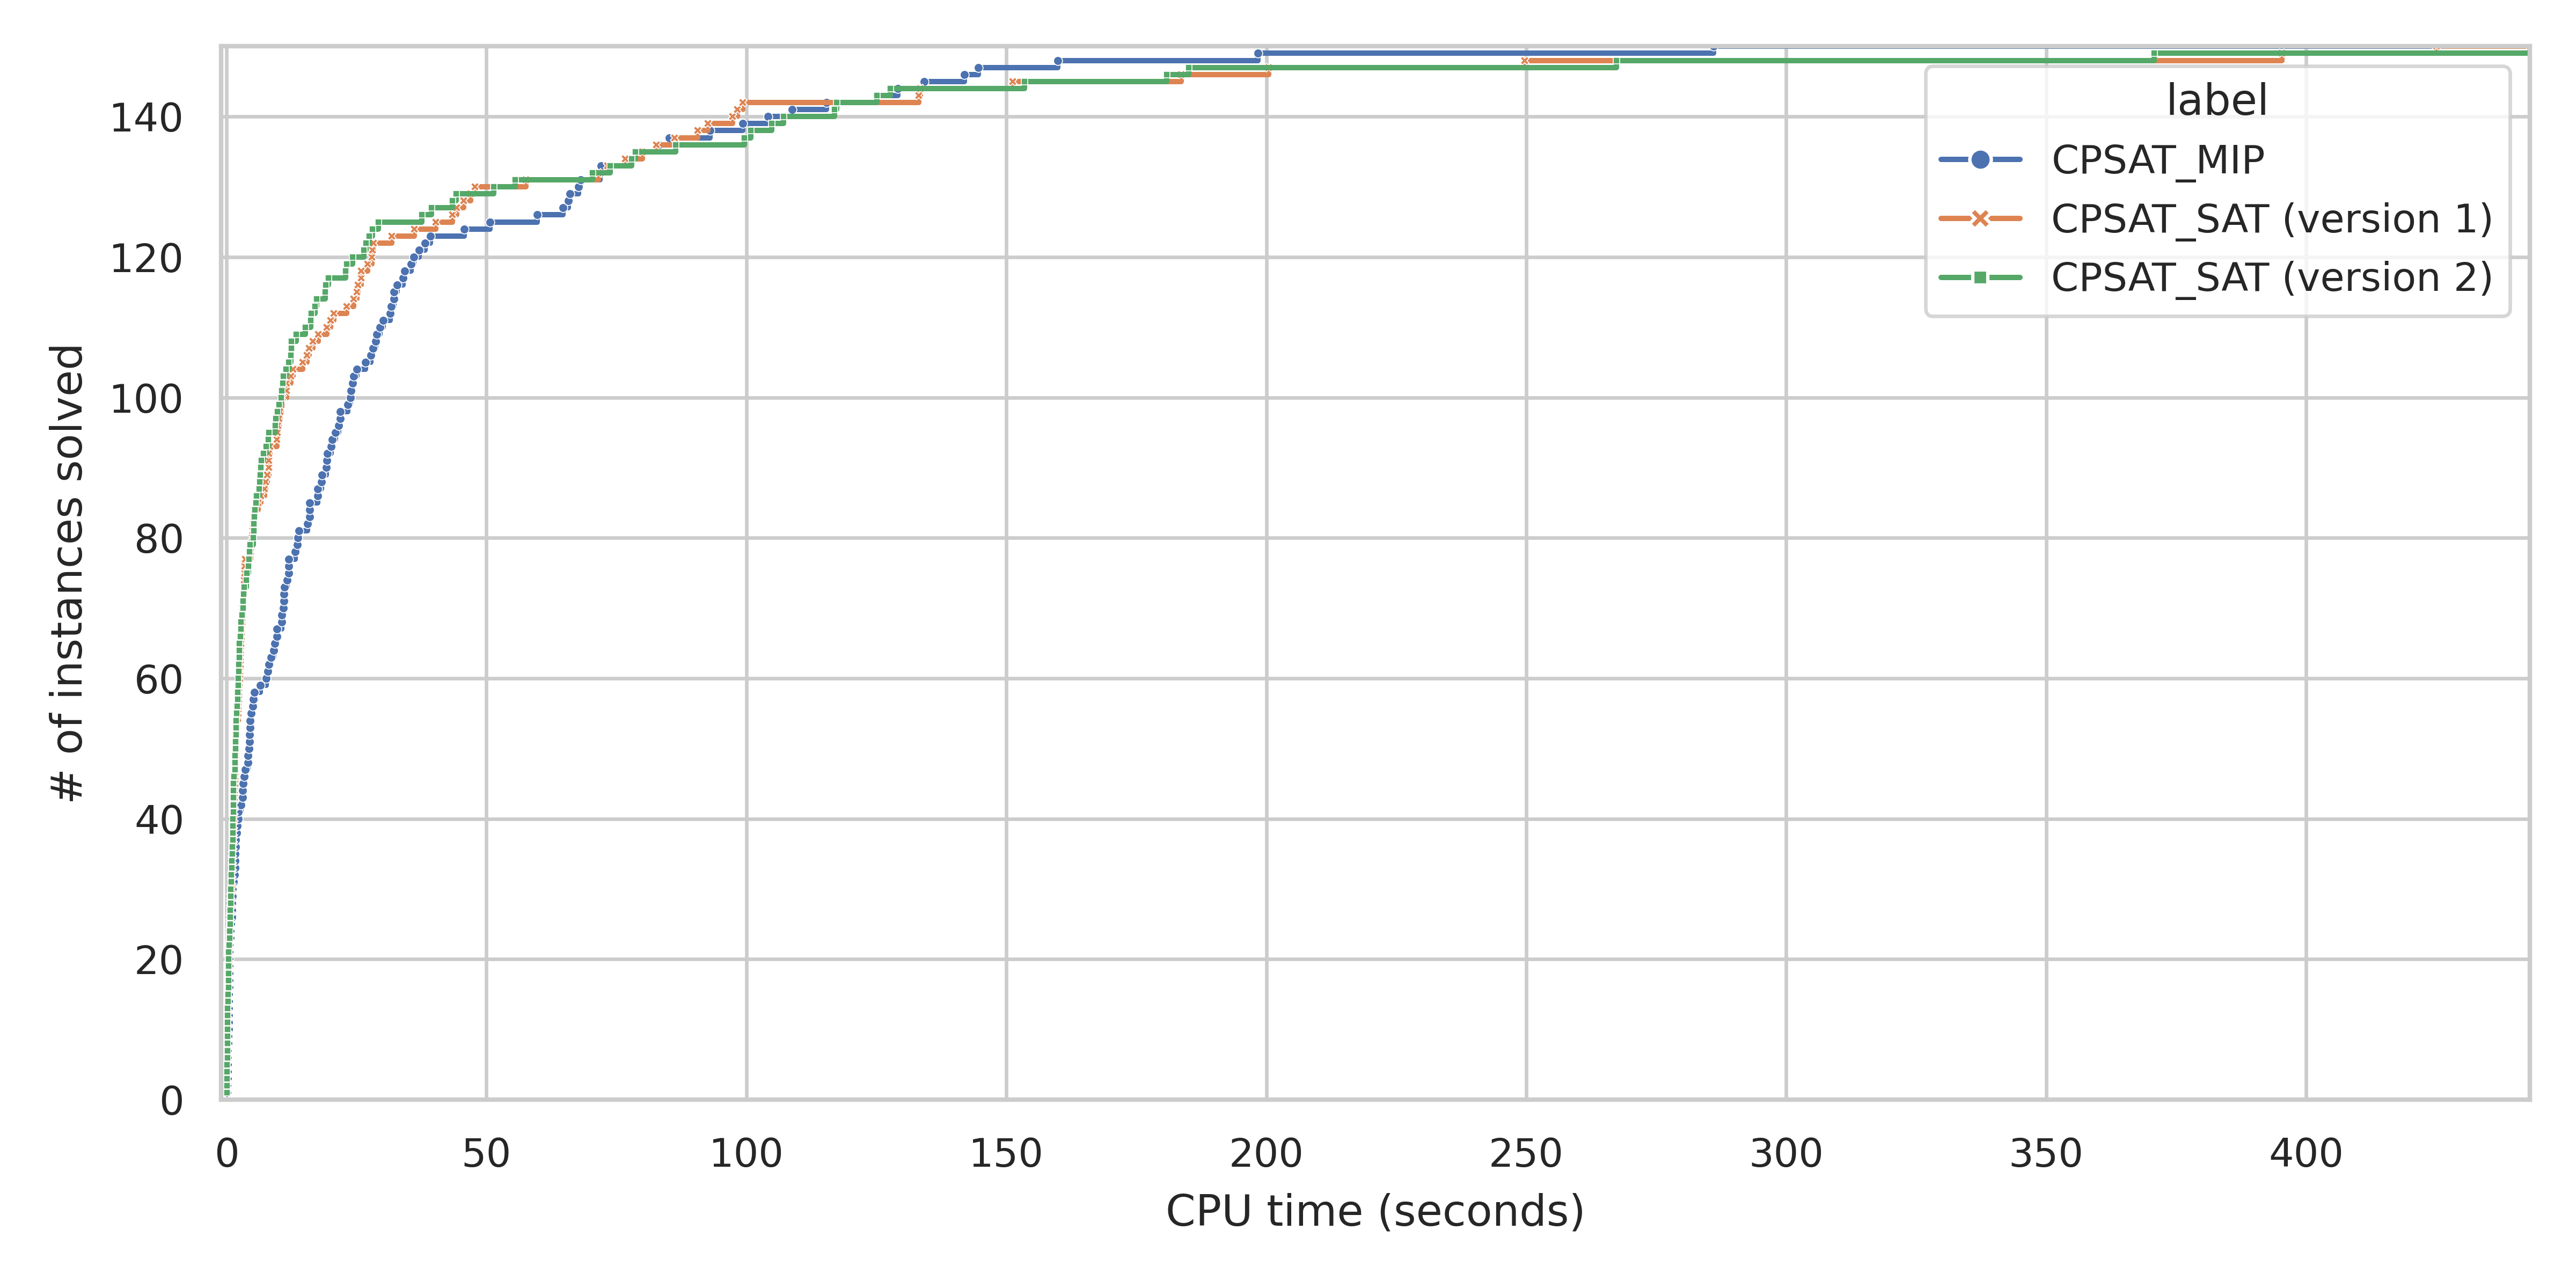 # of instances solved
140
120
100
80
60
40
20
0
0 50 100 150 200 250 300 350 400
CPU time (seconds)
label
CPSAT_MIP
CPSAT_SAT (version 1)
CPSAT_SAT (version 2)